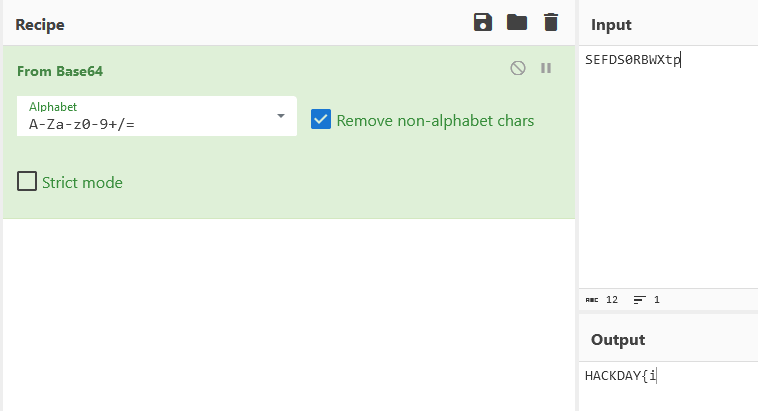 Recipe
Input
From Base64
Alphabet
A-Za-z0-9+/=
Remove non-alphabet chars
Strict mode
SEFDS0RBWXtp
ABC 12 1
Output
HACKDAY{i